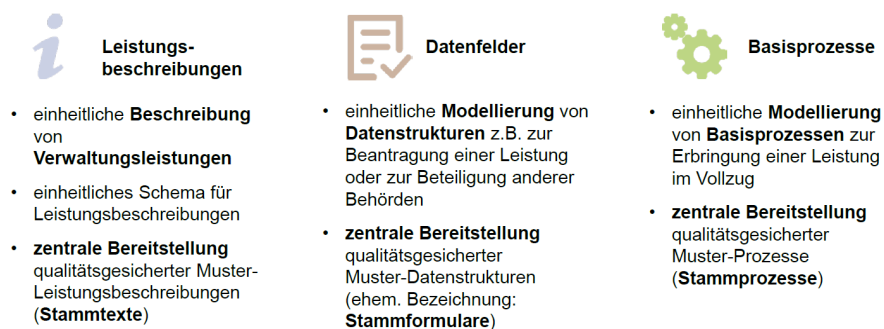 Leistungs-
beschreibungen
• einheitliche Beschreibung
von
Verwaltungsleistungen
• einheitliches Schema für
Leistungsbeschreibungen
• zentrale Bereitstellung
qualitätsgesicherter Muster-
Leistungsbeschreibungen
(Stammtexte)
Datenfelder
• einheitliche Modellierung von
Datenstrukturen z.B. zur
Beantragung einer Leistung
oder zur Beteiligung anderer
Behörden
• zentrale Bereitstellung
qualitätsgesicherter
Muster-Datenstrukturen
(ehem. Bezeichnung:
Stammformulare)
Basisprozesse
• einheitliche Modellierung
von Basisprozessen zur
Erbringung einer Leistung
im Vollzug
• zentrale Bereitstellung
qualitätsgesicherter
Muster-Prozesse
(Stammprozesse)